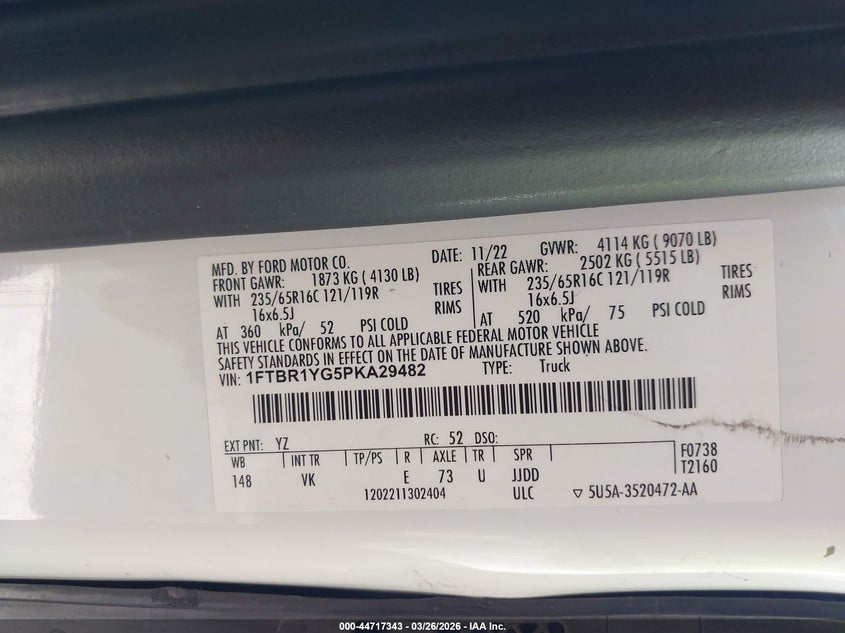 MFD. BY FORD MOTOR CO. DATE: 11/22 GVWR: 4114 KG ( 9070 LB)
FRONT GAWR: 1873 KG ( 4130 LB) REAR GAWR: 2502 KG ( 5515 LB)
WITH 235/65R16C 121/119R TIRES WITH 235/65R16C 121/119R TIRES
16x6.5J RIMS 16x6.5J RIMS
AT 360 kPa/ 52 PSI COLD AT 520 kPa/ 75 PSI COLD
THIS VEHICLE CONFORMS TO ALL APPLICABLE FEDERAL MOTOR VEHICLE
SAFETY STANDARDS IN EFFECT ON THE DATE OF MANUFACTURE SHOWN ABOVE.
VIN: 1FTBR1YG5PKA29482 TYPE: Truck
EXT PNT: YZ RC: 52 DSO:
WB INT TR TP/PS R AXLE TR SPR F0738
148 VK E 73 U JJDD T2160
1202211302404 ULC ▽ 5U5A-3520472-AA
000-44717343 - 03/26/2026 - IAA, Inc.